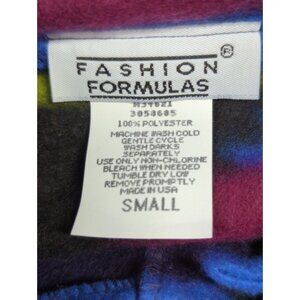 FASHION ®
FORMULAS
3058605
100% POLYESTER
MACHINE WASH COLD
GENTLE CYCLE
WASH DARKS
SEPARATELY
USE ONLY NON-CHLORINE
BLEACH WHEN NEEDED
TUMBLE DRY LOW
REMOVE PROMPTLY
MADE IN USA
SMALL